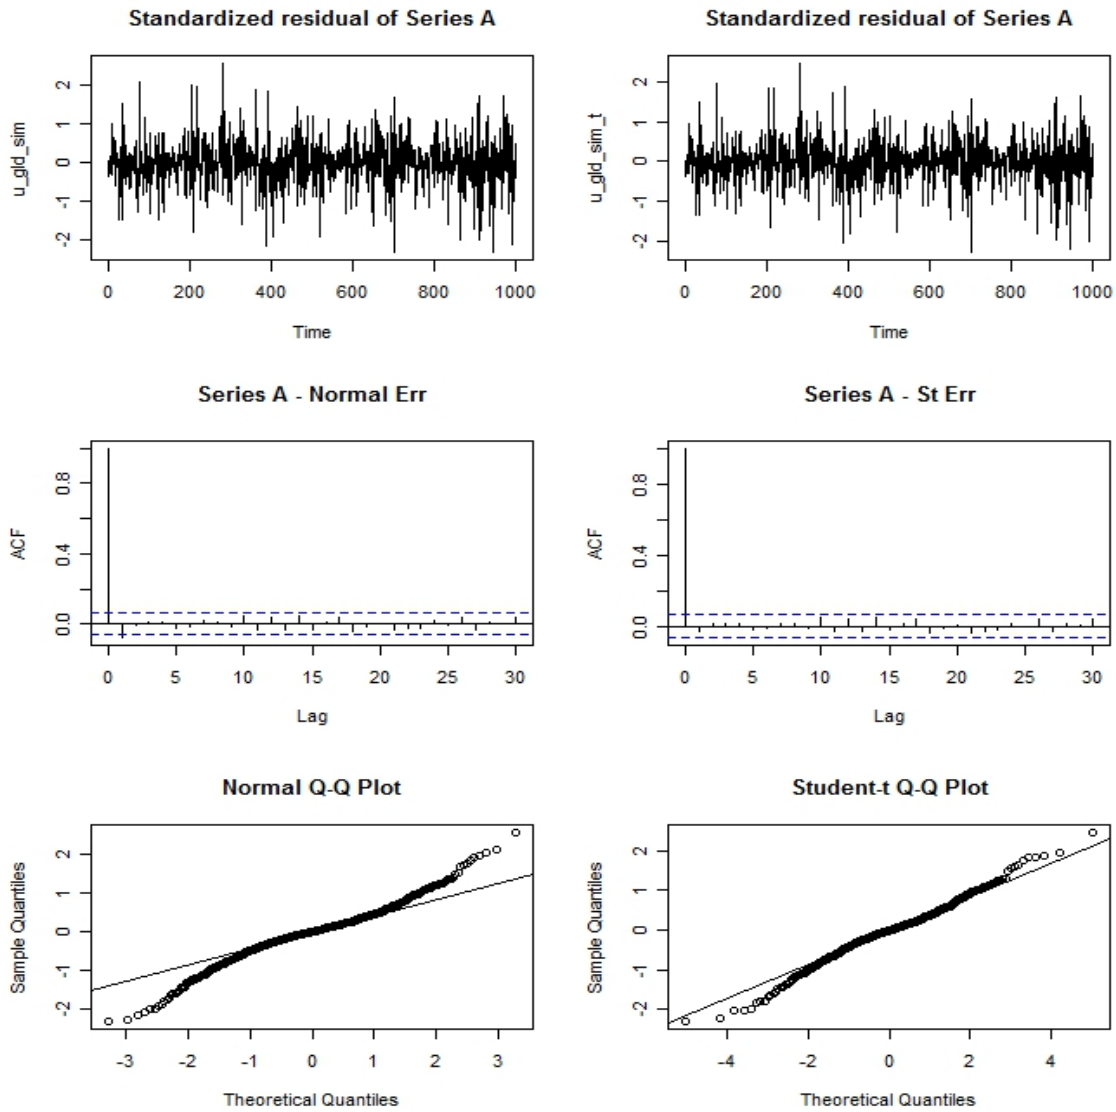 Standardized residual of Series A
u_gld_sim
2
1
0
-1
-2
0 200 400 600 800 1000
Time
Standardized residual of Series A
u_gld_sim_t
2
1
0
-1
-2
0 200 400 600 800 1000
Time
Series A - Normal Err
ACF
0.8
0.4
0.0
0 5 10 15 20 25 30
Lag
Series A - St Err
ACF
0.8
0.4
0.0
0 5 10 15 20 25 30
Lag
Normal Q-Q Plot
Sample Quantiles
2
1
0
-1
-2
-3 -2 -1 0 1 2 3
Theoretical Quantiles
Student-t Q-Q Plot
Sample Quantiles
2
1
0
-1
-2
-4 -2 0 2 4
Theoretical Quantiles